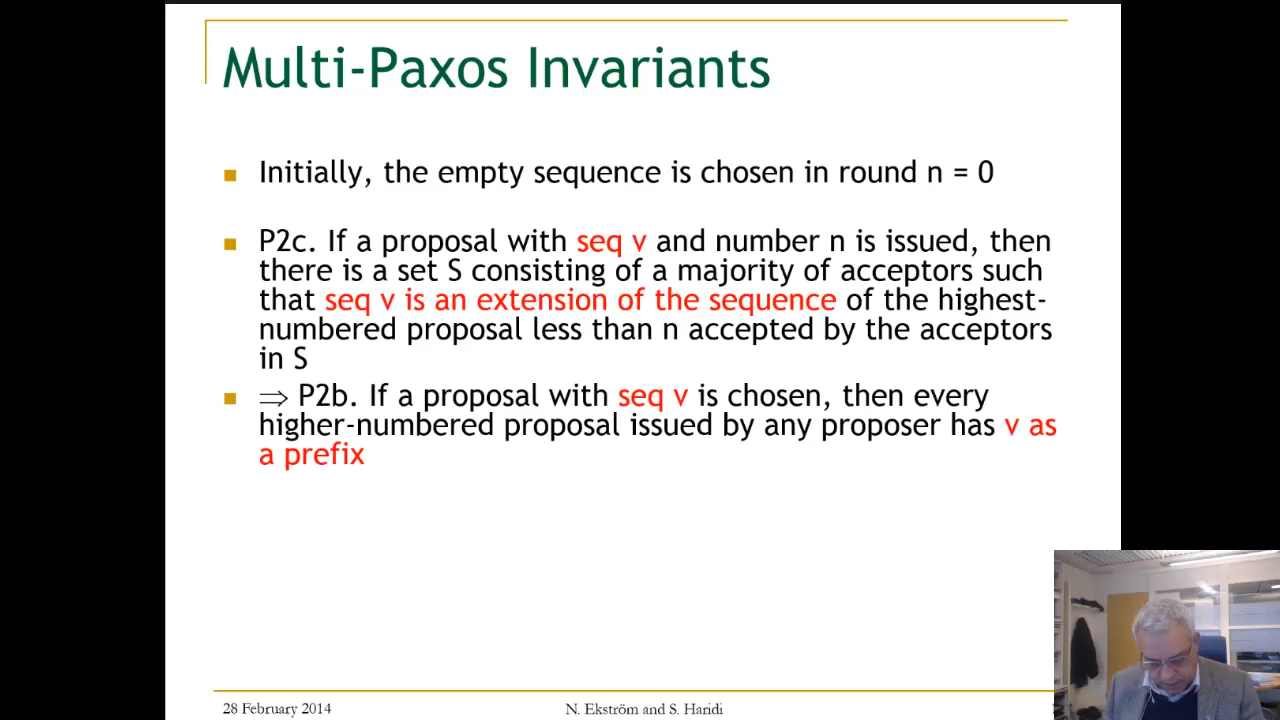 Multi-Paxos Invariants
Initially, the empty sequence is chosen in round n = 0
P2c. If a proposal with seq v and number n is issued, then
there is a set S consisting of a majority of acceptors such
that seq v is an extension of the sequence of the highest-
numbered proposal less than n accepted by the acceptors
in S
⇒ P2b. If a proposal with seq v is chosen, then every
higher-numbered proposal issued by any proposer has v as
a prefix
28 February 2014
N. Ekström and S. Haridi